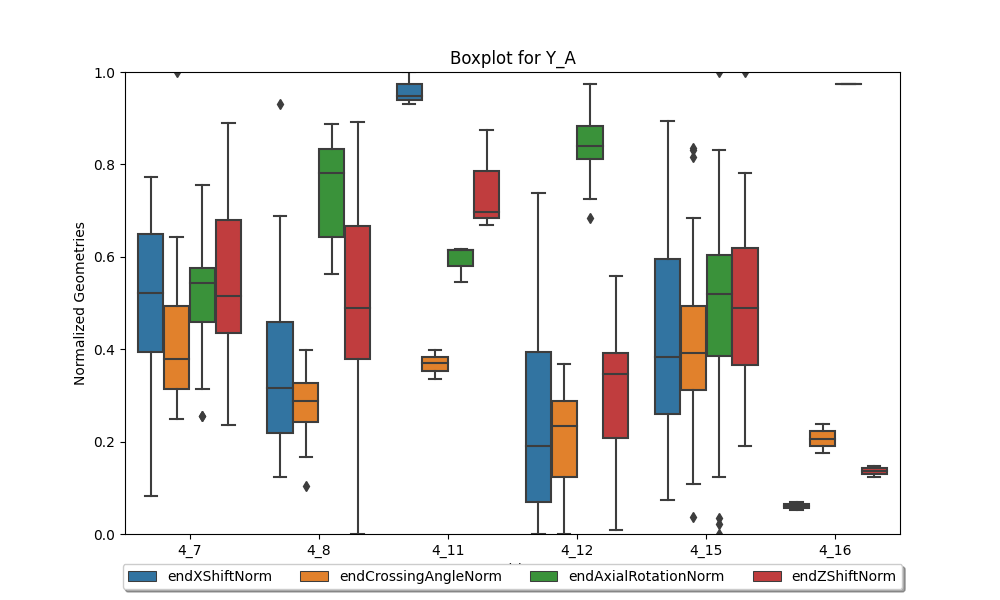 Boxplot for Y_A
Normalized Geometries
1.0
0.8
0.6
0.4
0.2
0.0
4_7 4_8 4_11 4_12 4_15 4_16
endXShiftNorm endCrossingAngleNorm endAxialRotationNorm endZShiftNorm